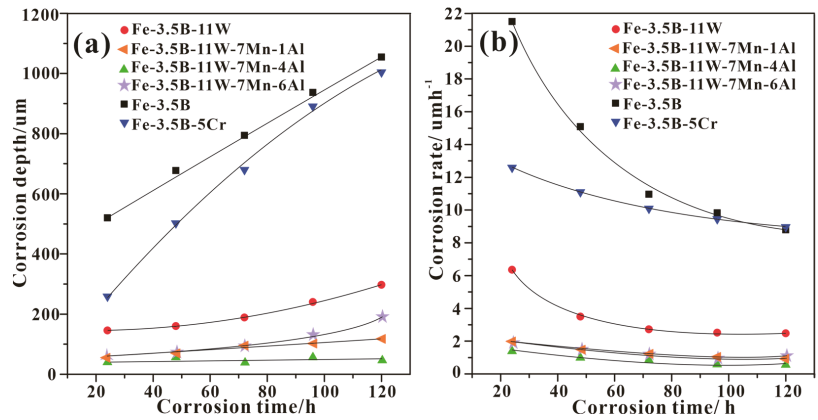 (a)
Fe-3.5B-11W
Fe-3.5B-11W-7Mn-1Al
Fe-3.5B-11W-7Mn-4Al
Fe-3.5B-11W-7Mn-6Al
Fe-3.5B
Fe-3.5B-5Cr
Corrosion depth/um
1200
1000
800
600
400
200
0
20 40 60 80 100 120
Corrosion time/h
(b)
Fe-3.5B-11W
Fe-3.5B-11W-7Mn-1Al
Fe-3.5B-11W-7Mn-4Al
Fe-3.5B-11W-7Mn-6Al
Fe-3.5B
Fe-3.5B-5Cr
Corrosion rate/ umh⁻¹
22
20
18
16
14
12
10
8
6
4
2
0
20 40 60 80 100 120
Corrosion time/h